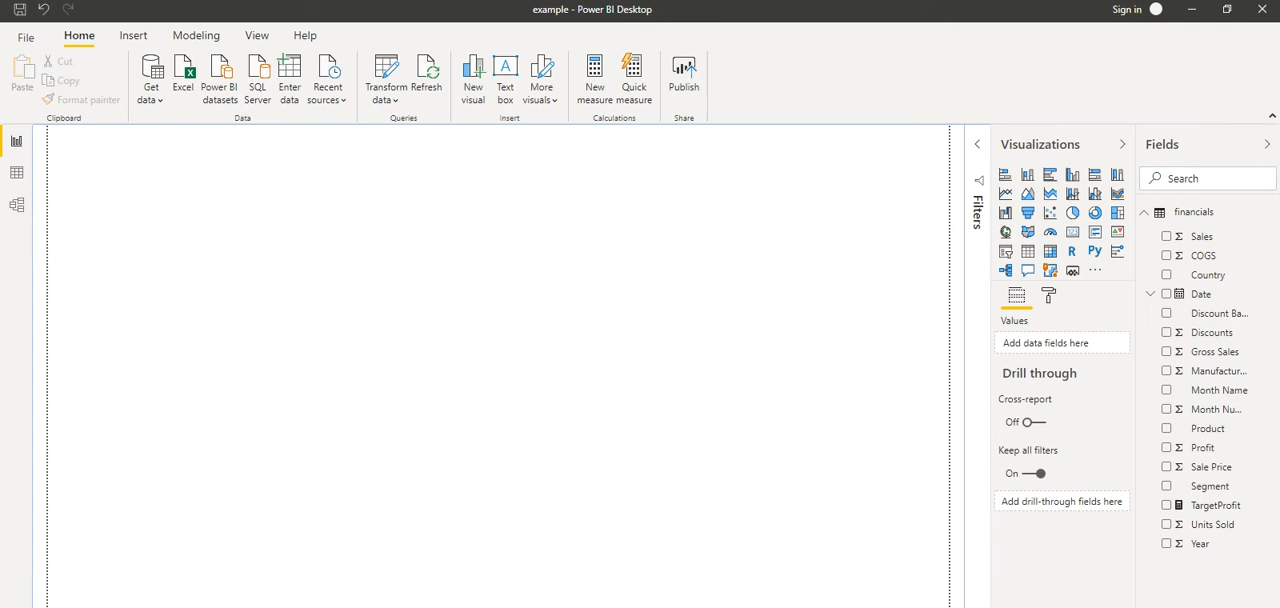 example - Power BI Desktop
Sign in
File
Home
Insert
Modeling
View
Help
Paste
Cut
Copy
Format painter
Clipboard
Get data
Excel
Power BI datasets
SQL Server
Enter data
Recent sources
Data
Transform data
Refresh
Queries
New visual
Text box
More visuals
Insert
New measure
Quick measure
Calculations
Publish
Share
Filters
Visualizations
R
Py
123
...
Values
Add data fields here
Drill through
Cross-report
Off
Keep all filters
On
Add drill-through fields here
Fields
Search
financials
Sales
COGS
Country
Date
Discount Ba...
Discounts
Gross Sales
Manufactur...
Month Name
Month Nu...
Product
Profit
Sale Price
Segment
TargetProfit
Units Sold
Year